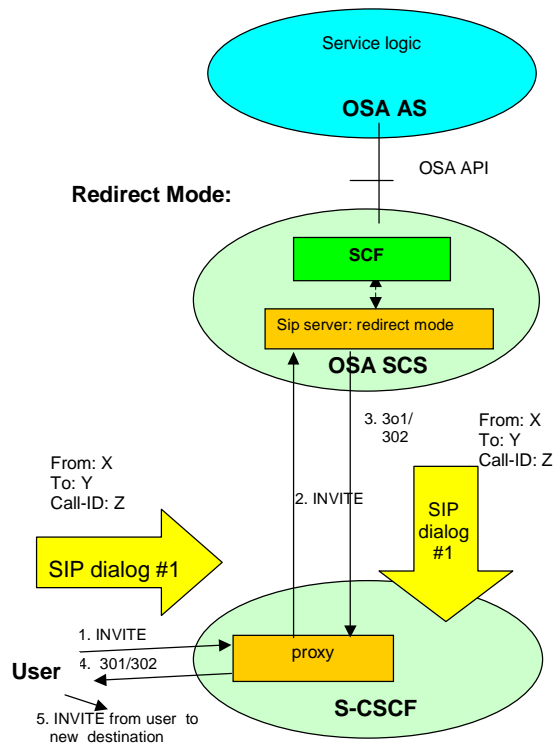 Service logic
OSA AS
OSA API
Redirect Mode:
SCF
Sip server: redirect mode
OSA SCS
3. 3o1/
302
From: X
To: Y
Call-ID: Z
From: X
To: Y
Call-ID: Z
2. INVITE
SIP
dialog
#1
SIP dialog #1
1. INVITE
proxy
4. 301/302
User
S-CSCF
5. INVITE from user to
new destination